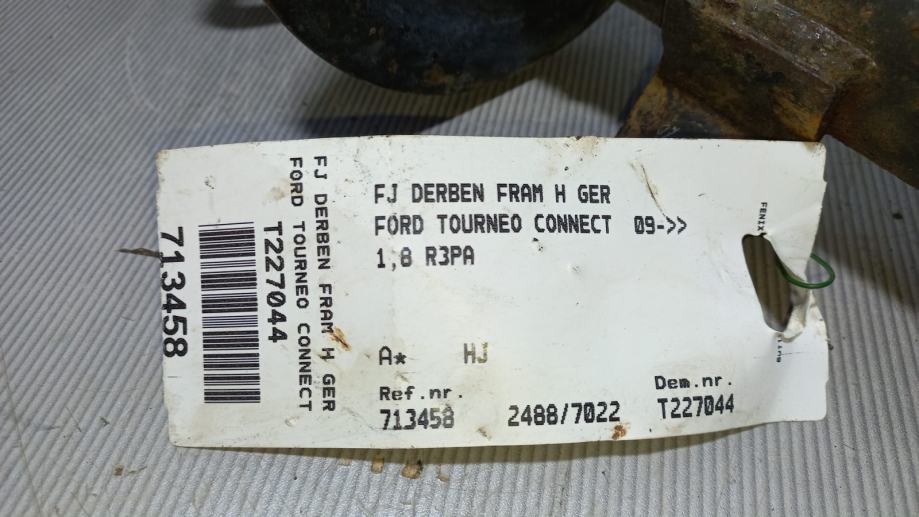 FJ DERBEN FRAM H GER
FORD TOURNEO CONNECT 09->>
1,8 R3PA
A* HJ
Ref.nr.
713458
2488/7022
Dem.nr.
T227044
FJ DERBEN FRAM H GER
FORD TOURNEO CONNECT
T227044
713458
FENIX